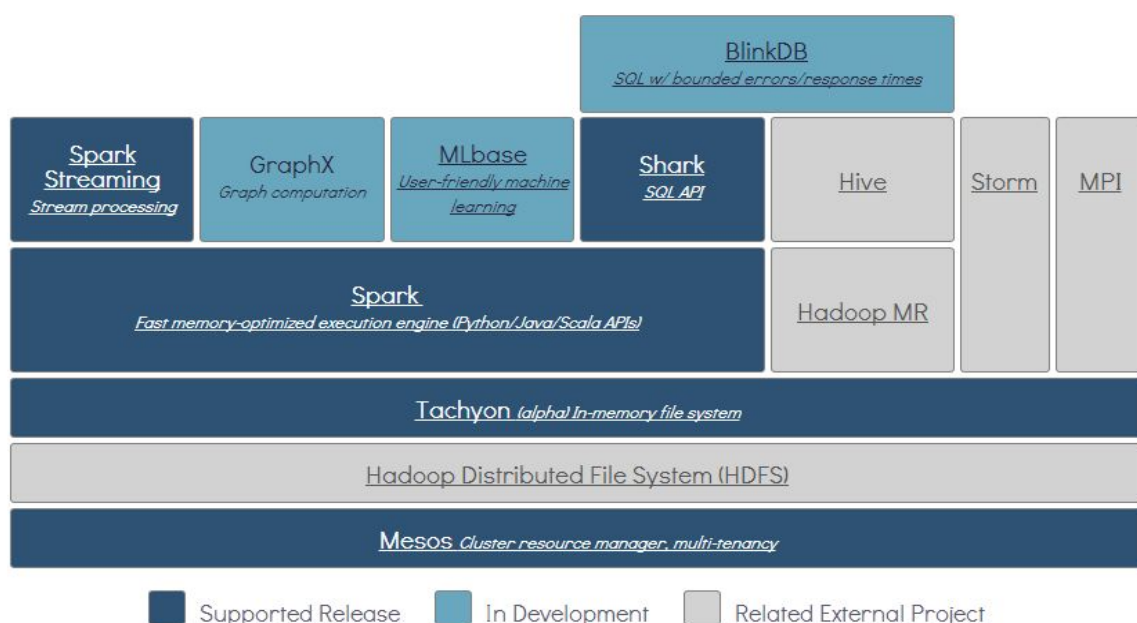 BlinkDB
SQL w/ bounded errors/response times
Spark
Streaming
Stream processing
GraphX
Graph computation
MLbase
User-friendly machine
learning
Shark
SQL API
Hive
Storm
MPI
Spark
Fast memory-optimized execution engine (Python/Java/Scala APIs)
Hadoop MR
Tachyon (alpha) In-memory file system
Hadoop Distributed File System (HDFS)
Mesos Cluster resource manager, multi-tenancy
Supported Release
In Development
Related External Project